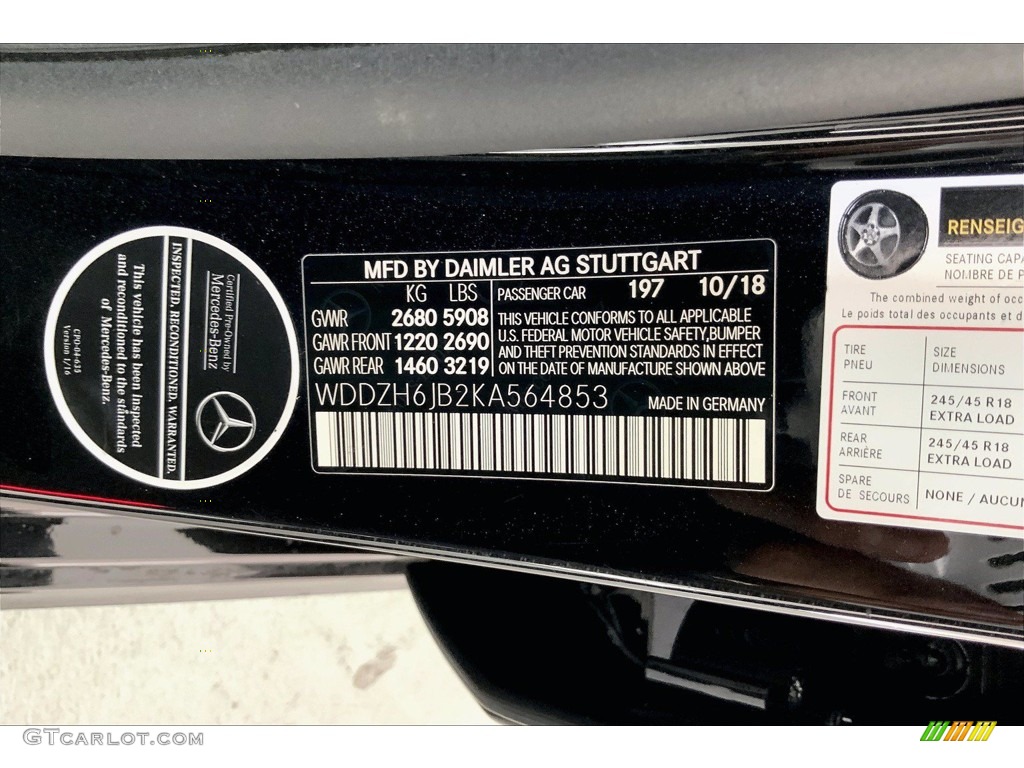 This vehicle has been inspected
and reconditioned to the standards
of Mercedes-Benz.
CPO-04-635
Version 1/16
INSPECTED. RECONDITIONED. WARRANTED.
Certified Pre-Owned by
Mercedes-Benz
MFD BY DAIMLER AG STUTTGART
KG LBS
GVWR 2680 5908
GAWR FRONT 1220 2690
GAWR REAR 1460 3219
PASSENGER CAR 197 10/18
THIS VEHICLE CONFORMS TO ALL APPLICABLE
U.S. FEDERAL MOTOR VEHICLE SAFETY,BUMPER
AND THEFT PREVENTION STANDARDS IN EFFECT
ON THE DATE OF MANUFACTURE SHOWN ABOVE
WDDZH6JB2KA564853 MADE IN GERMANY
RENSEIG
SEATING CAPA
NOMBRE DE P
The combined weight of occ
Le poids total des occupants et d
TIRE SIZE
PNEU DIMENSIONS
FRONT 245/45 R18
AVANT EXTRA LOAD
REAR 245/45 R18
ARRIÈRE EXTRA LOAD
SPARE NONE / AUCUN
DE SECOURS
GTCarlot.com